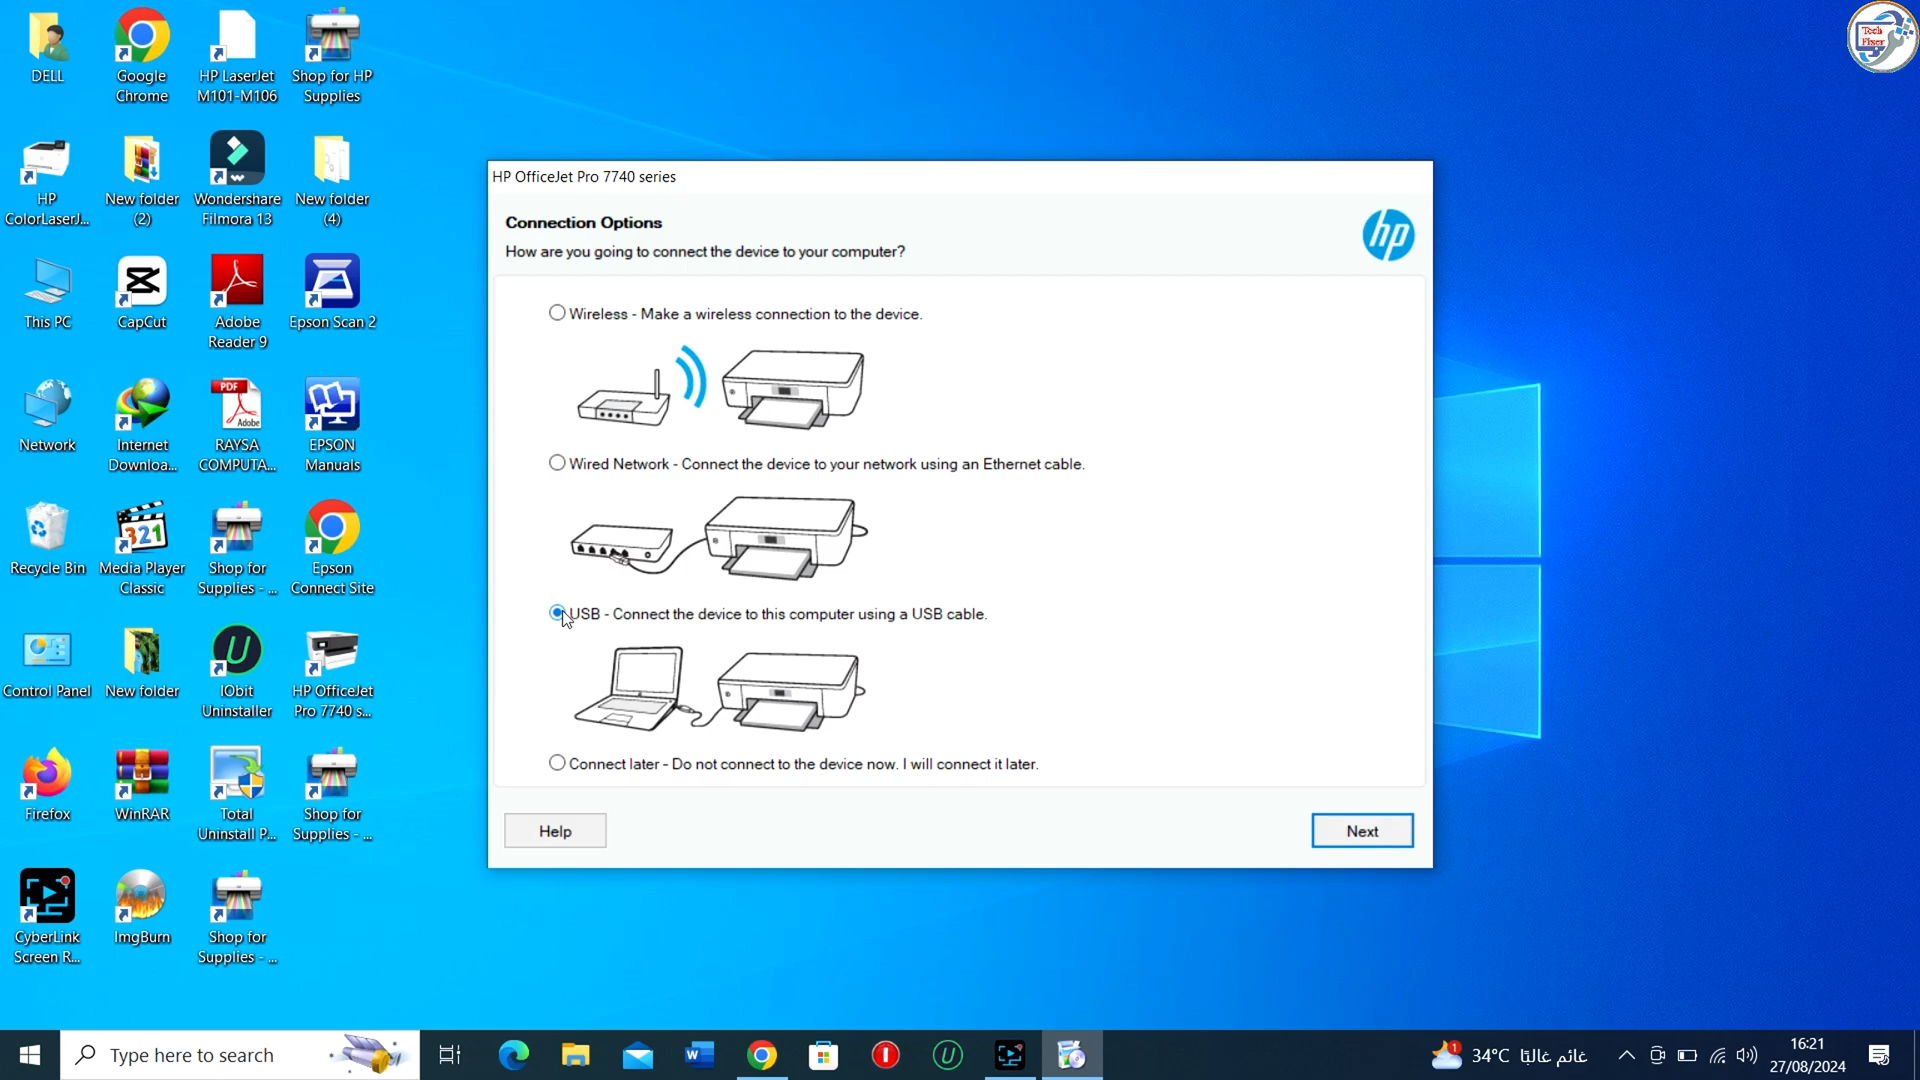 DELL
Google
Chrome
HP LaserJet
M101-M106
Shop for HP
Supplies
Tech
Fixer
HP
ColorLaserJ...
New folder
(2)
Wondershare
Filmora 13
New folder
(4)
This PC
CapCut
Adobe
Reader 9
Epson Scan 2
Network
Internet
Downloa...
PDF
Adobe
RAYSA
COMPUTA...
EPSON
Manuals
Recycle Bin
321
Media Player
Classic
Shop for
Supplies - ...
Epson
Connect Site
Control Panel
New folder
IObit
Uninstaller
HP OfficeJet
Pro 7740 s...
Firefox
WinRAR
Total
Uninstall P...
Shop for
Supplies - ...
CyberLink
Screen R...
ImgBurn
Shop for
Supplies - ...
HP OfficeJet Pro 7740 series
Connection Options
How are you going to connect the device to your computer?
hp
Wireless - Make a wireless connection to the device.
Wired Network - Connect the device to your network using an Ethernet cable.
USB - Connect the device to this computer using a USB cable.
Connect later - Do not connect to the device now. I will connect it later.
Help
Next
Type here to search
1
34°C غائم غالبًا
16:21
27/08/2024